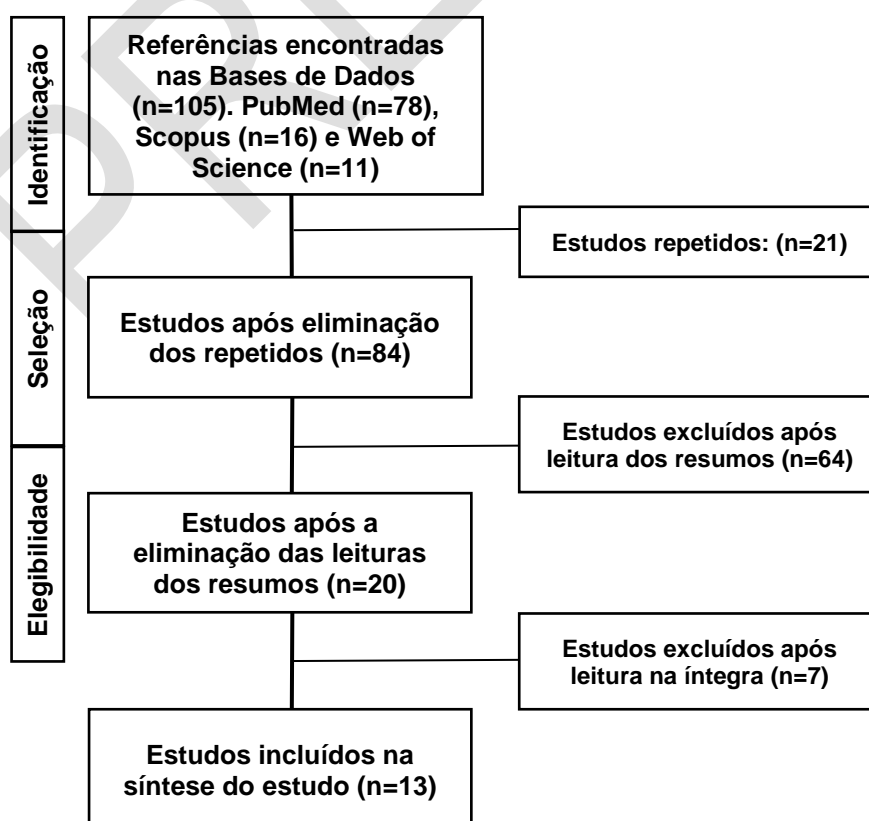 Identificação
Referências encontradas
nas Bases de Dados
(n=105). PubMed (n=78),
Scopus (n=16) e Web of
Science (n=11)
Estudos repetidos: (n=21)
Seleção
Estudos após eliminação
dos repetidos (n=84)
Estudos excluídos após
leitura dos resumos (n=64)
Elegibilidade
Estudos após a
eliminação das leituras
dos resumos (n=20)
Estudos excluídos após
leitura na íntegra (n=7)
Estudos incluídos na
síntese do estudo (n=13)